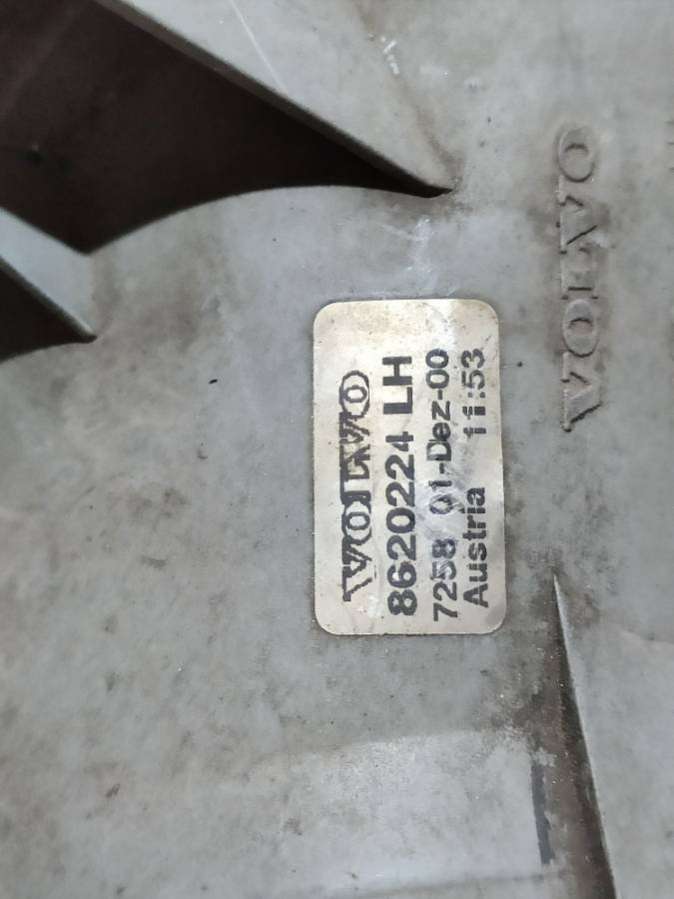 VOLVO
8620224 LH
7258 01-Dez-00
Austria 11:53
VOLVO